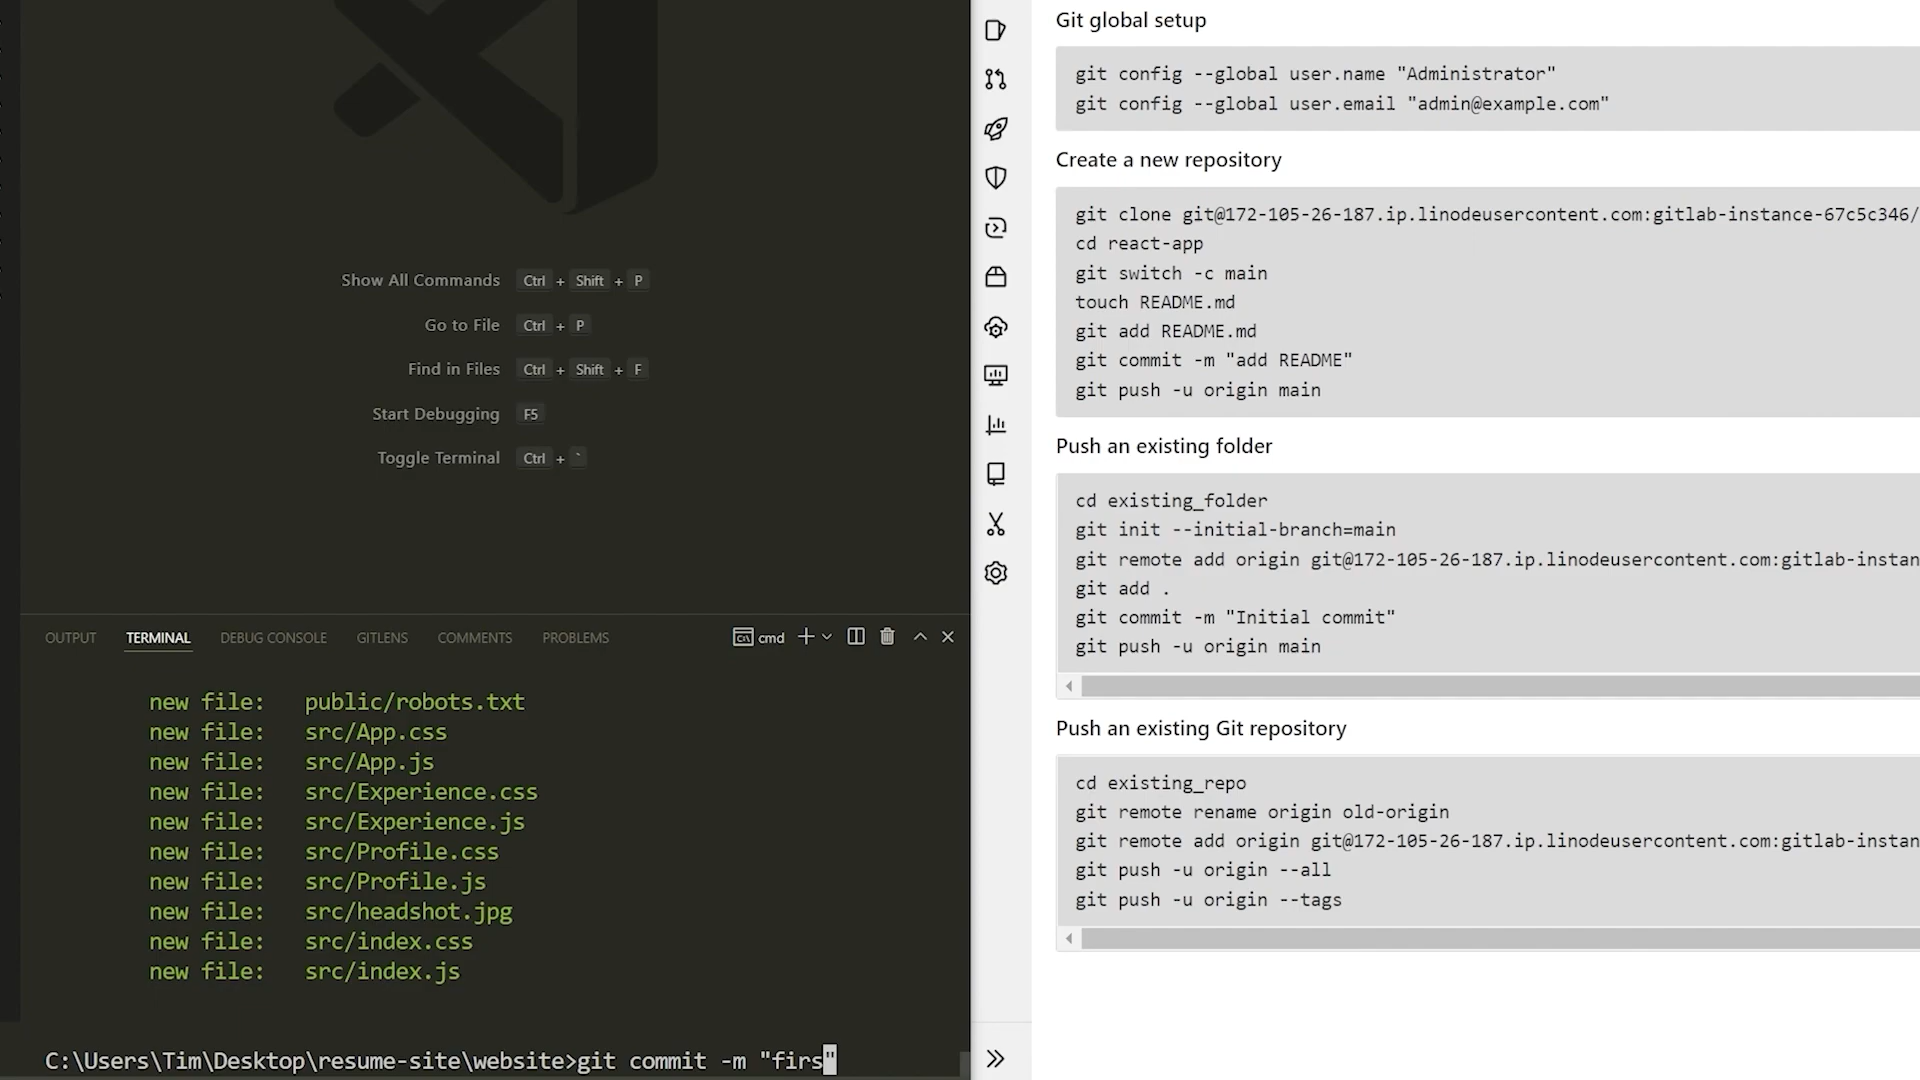 Show All Commands Ctrl + Shift + P
Go to File Ctrl + P
Find in Files Ctrl + Shift + F
Start Debugging F5
Toggle Terminal Ctrl + `
OUTPUT TERMINAL DEBUG CONSOLE GITLENS COMMENTS PROBLEMS cmd
new file: public/robots.txt
new file: src/App.css
new file: src/App.js
new file: src/Experience.css
new file: src/Experience.js
new file: src/Profile.css
new file: src/Profile.js
new file: src/headshot.jpg
new file: src/index.css
new file: src/index.js
C:\Users\Tim\Desktop\resume-site\website>git commit -m "firs"
Git global setup
git config --global user.name "Administrator"
git config --global user.email "admin@example.com"
Create a new repository
git clone git@172-105-26-187.ip.linodeusercontent.com:gitlab-instance-67c5c346/
cd react-app
git switch -c main
touch README.md
git add README.md
git commit -m "add README"
git push -u origin main
Push an existing folder
cd existing_folder
git init --initial-branch=main
git remote add origin git@172-105-26-187.ip.linodeusercontent.com:gitlab-instan
git add .
git commit -m "Initial commit"
git push -u origin main
Push an existing Git repository
cd existing_repo
git remote rename origin old-origin
git remote add origin git@172-105-26-187.ip.linodeusercontent.com:gitlab-instan
git push -u origin --all
git push -u origin --tags